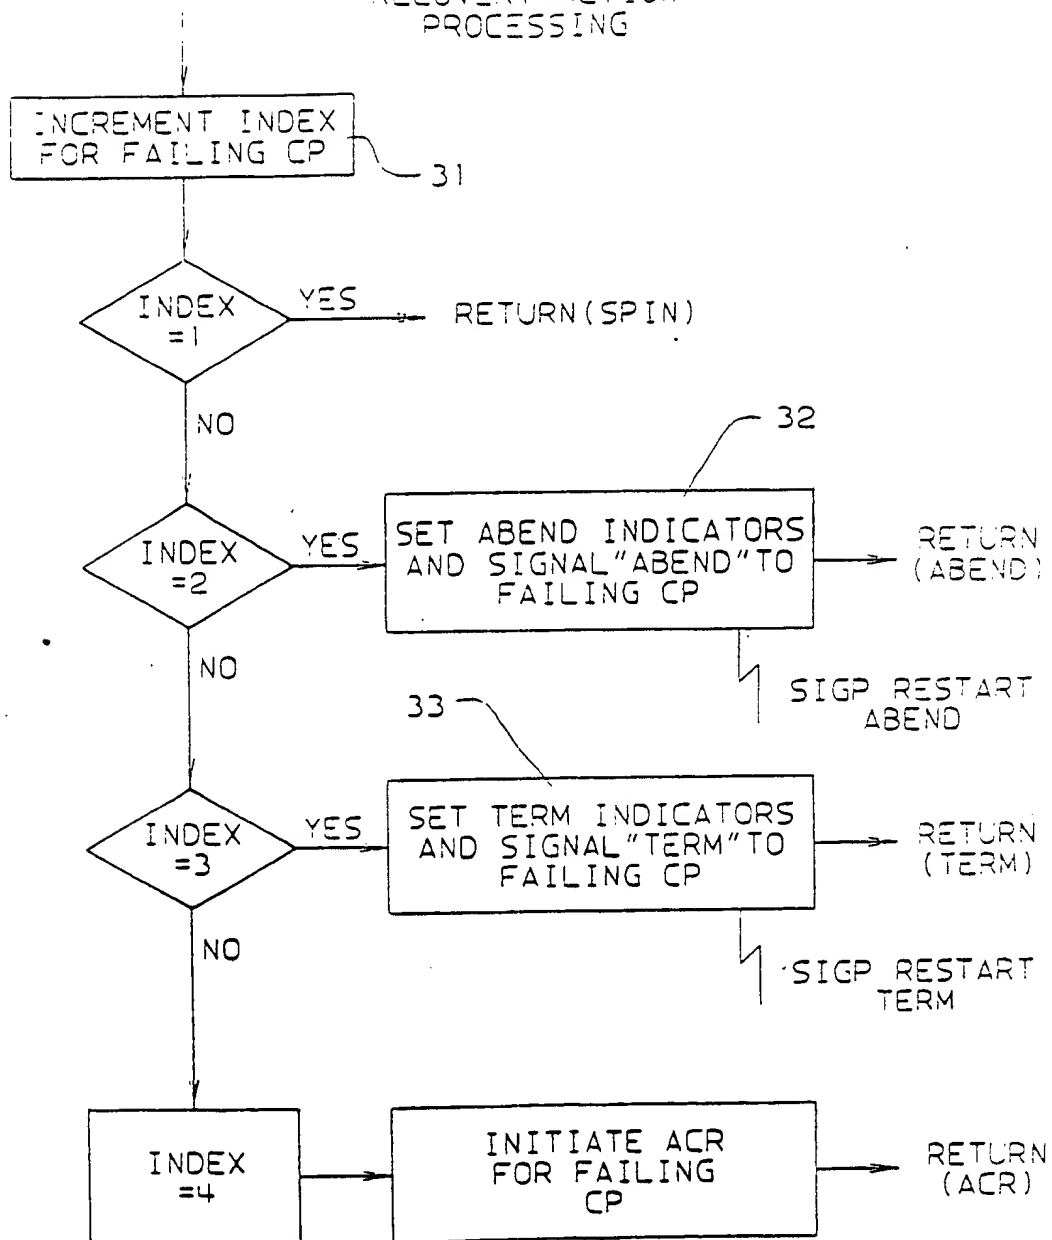 PROCESSING
INCREMENT INDEX
FOR FAILING CP
31
INDEX
=1
YES
RETURN(SPIN)
NO
32
INDEX
=2
YES
SET ABEND INDICATORS
AND SIGNAL"ABEND"TO
FAILING CP
RETURN
(ABEND)
NO
SIGP RESTART
ABEND
33
INDEX
=3
YES
SET TERM INDICATORS
AND SIGNAL"TERM"TO
FAILING CP
RETURN
(TERM)
NO
SIGP RESTART
TERM
INDEX
=4
INITIATE ACR
FOR FAILING
CP
RETURN
(ACR)